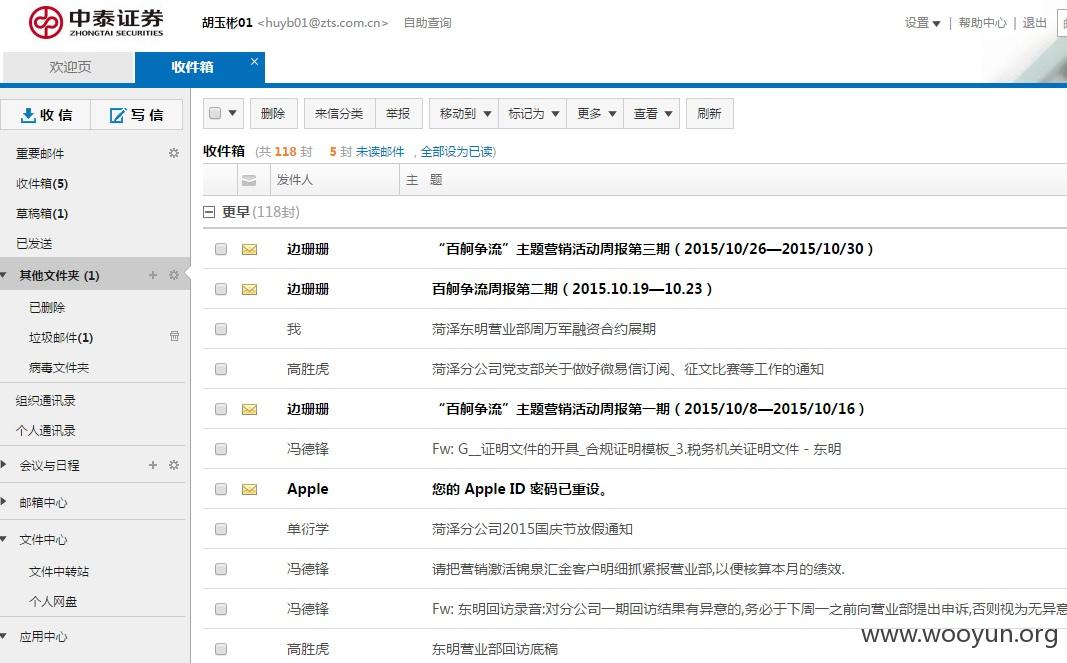 中泰证券
ZHONGTAI SECURITIES
胡玉彬01 <huyb01@zts.com.cn> 自助查询
设置 | 帮助中心 | 退出
欢迎页
收件箱 ×
收信 写信
重要邮件
收件箱(5)
草稿箱(1)
已发送
其他文件夹 (1)
已删除
垃圾邮件(1)
病毒文件夹
组织通讯录
个人通讯录
会议与日程
邮箱中心
文件中心
文件中转站
个人网盘
应用中心
删除 来信分类 举报 移动到 标记为 更多 查看 刷新
收件箱 (共 118 封 5 封 未读邮件 , 全部设为已读)
发件人 主 题
更早(118封)
边珊珊 “百舸争流”主题营销活动周报第三期（2015/10/26—2015/10/30）
边珊珊 百舸争流周报第二期（2015.10.19—10.23）
我 菏泽东明营业部周万军融资合约展期
高胜虎 菏泽分公司党支部关于做好微易信订阅、征文比赛等工作的通知
边珊珊 “百舸争流”主题营销活动周报第一期（2015/10/8—2015/10/16）
冯德锋 Fw: G__证明文件的开具_合规证明模板_3.税务机关证明文件 - 东明
Apple 您的 Apple ID 密码已重设。
单衍学 菏泽分公司2015国庆节放假通知
冯德锋 请把营销激活锦泉汇金客户明细抓紧报营业部,以便核算本月的绩效.
冯德锋 Fw: 东明回访录音:对分公司一期回访结果有异意的,务必于下周一之前向营业部提出申诉,否则视为无异意
高胜虎 东明营业部回访底稿
www.wooyun.org